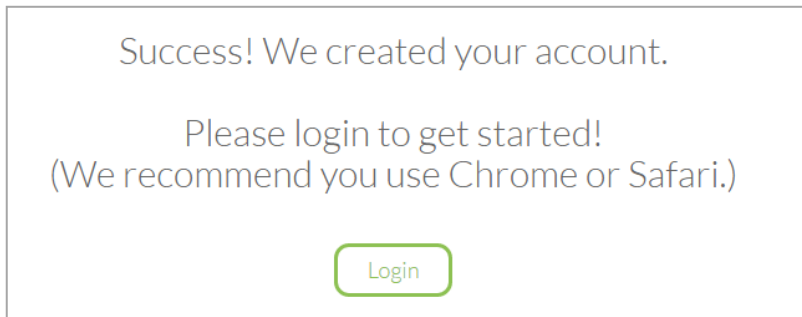 Success! We created your account.
Please login to get started!
(We recommend you use Chrome or Safari.)
Login